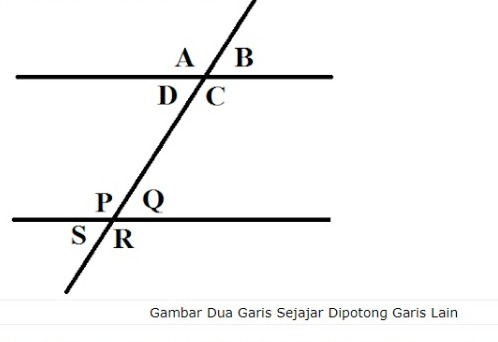 A B
D C
P Q
S R
Gambar Dua Garis Sejajar Dipotong Garis Lain